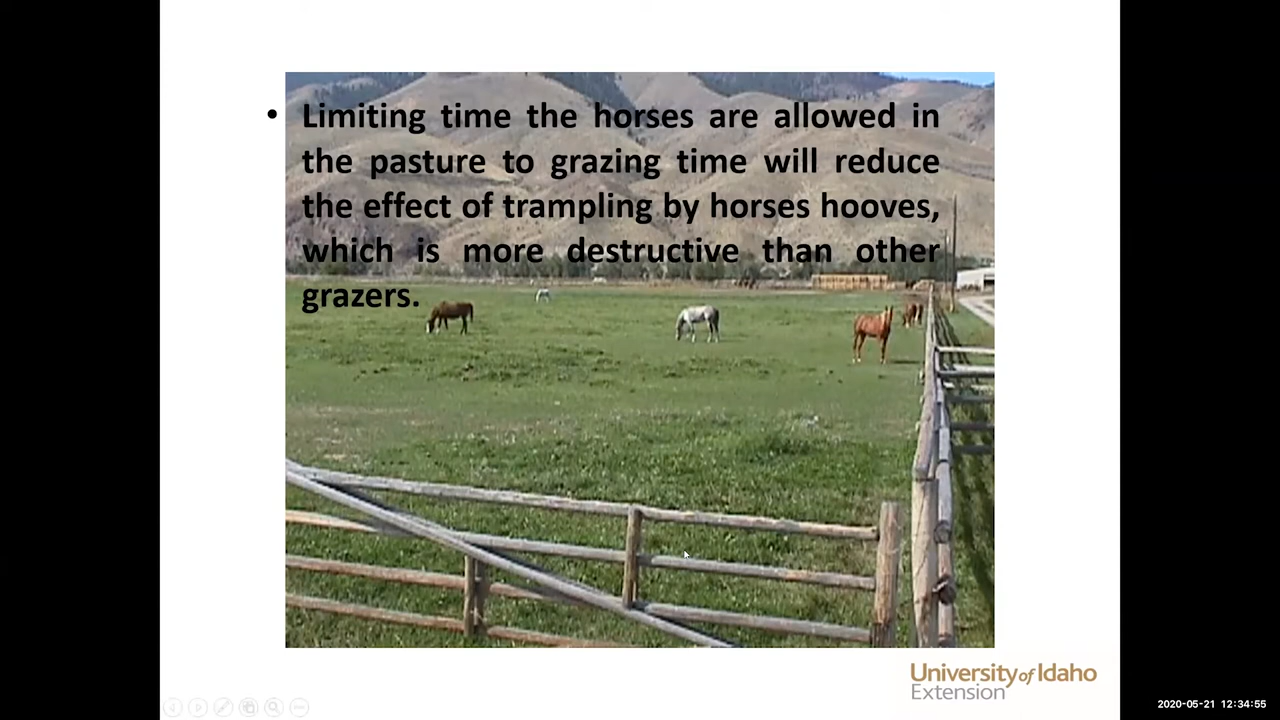 • Limiting time the horses are allowed in
the pasture to grazing time will reduce
the effect of trampling by horses hooves,
which is more destructive than other
grazers.
University of Idaho
Extension
2020-05-21 12:34:55